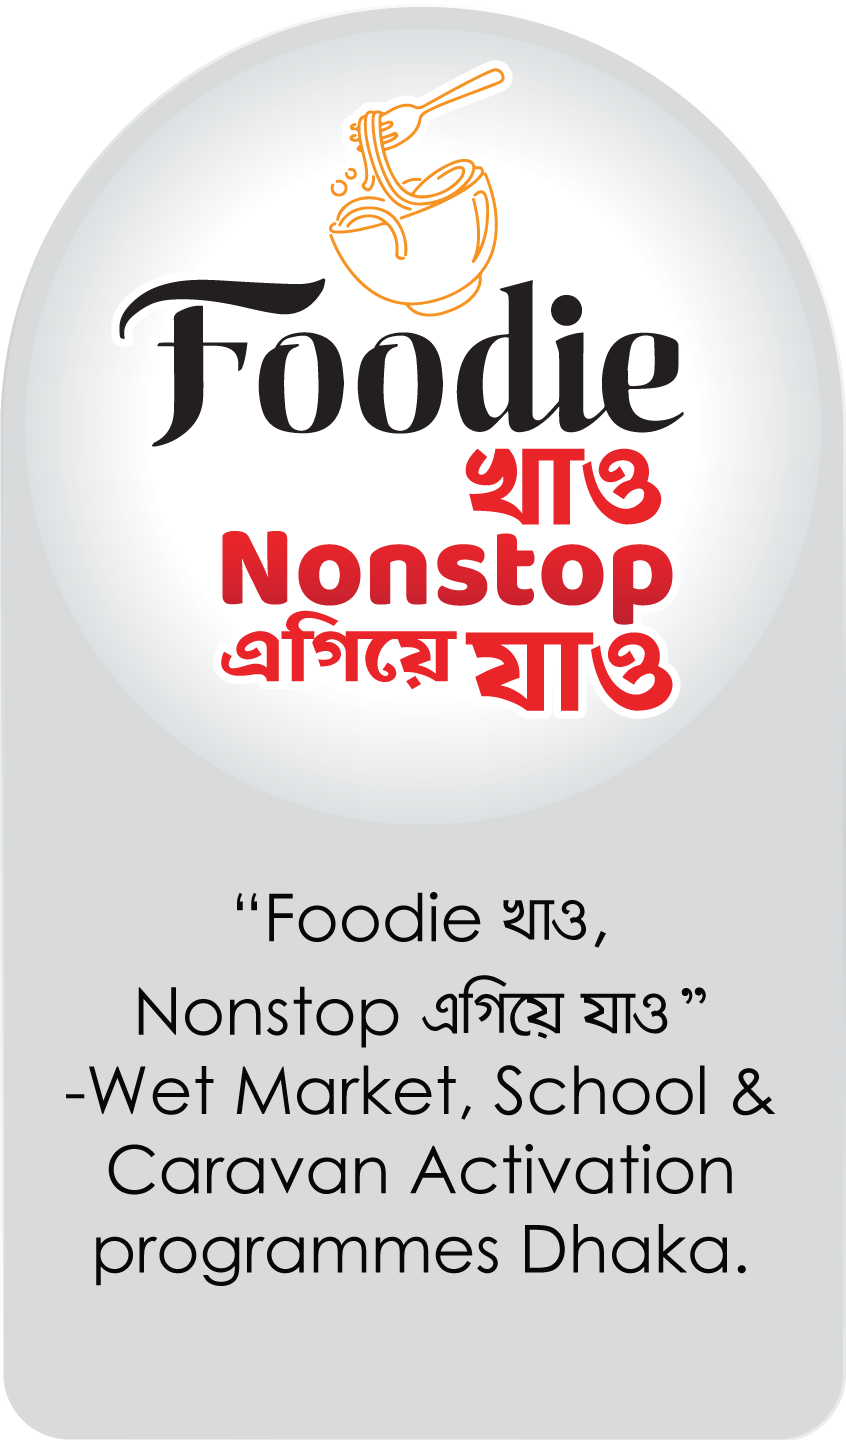 Foodie
খাও
Nonstop
এগিয়ে যাও
“Foodie খাও,
Nonstop এগিয়ে যাও”
-Wet Market, School &
Caravan Activation
programmes Dhaka.